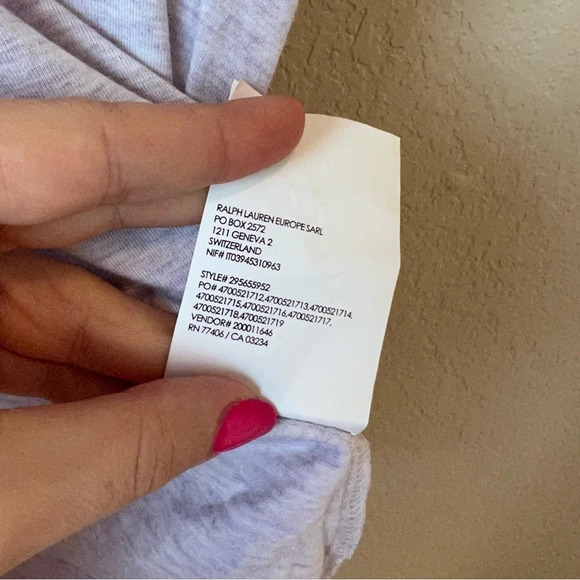 RALPH LAUREN EUROPE SARL
PO BOX 2572
1211 GENEVA 2
SWITZERLAND
NIF# IT03945310963
STYLE# 295655952
PO# 4700521712,4700521713,4700521714,
4700521715,4700521716,4700521717,
4700521718,4700521719
VENDOR# 200011646
RN 77406 / CA 03234